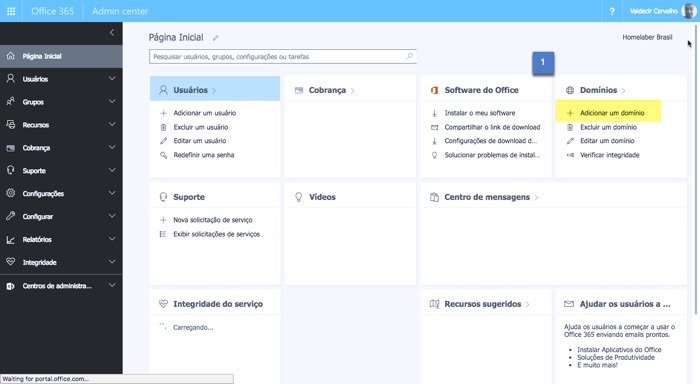 Office 365 Admin center ? Valdecir Carvalho
Página Inicial
Homelaber Brasil
Pesquisar usuários, grupos, configurações ou tarefas
1
Página Inicial
Usuários
Grupos
Recursos
Cobrança
Suporte
Configurações
Configurar
Relatórios
Integridade
Centros de administra...
Usuários
Adicionar um usuário
Excluir um usuário
Editar um usuário
Redefinir uma senha
Cobrança
Software do Office
Instalar o meu software
Compartilhar o link de download
Configurações de download d...
Solucionar problemas de instal...
Domínios
Adicionar um domínio
Excluir um domínio
Editar um domínio
Verificar integridade
Suporte
Nova solicitação de serviço
Exibir solicitações de serviços
Vídeos
Centro de mensagens
Integridade do serviço
Carregando...
Recursos sugeridos
Ajudar os usuários a ...
Ajuda os usuários a começar a usar o
Office 365 enviando emails prontos.
• Instalar Aplicativos do Office
• Soluções de Produtividade
• E muito mais!
Waiting for portal.office.com...